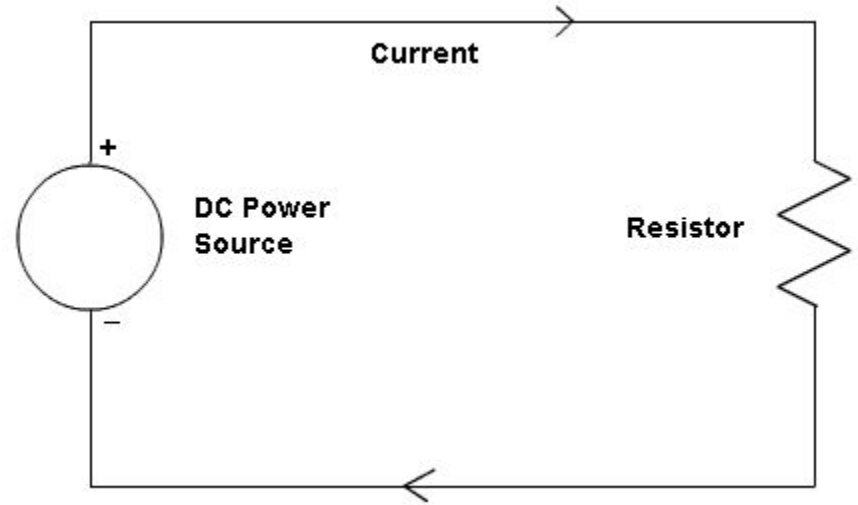 Current
+
DC Power
Source
Resistor
–